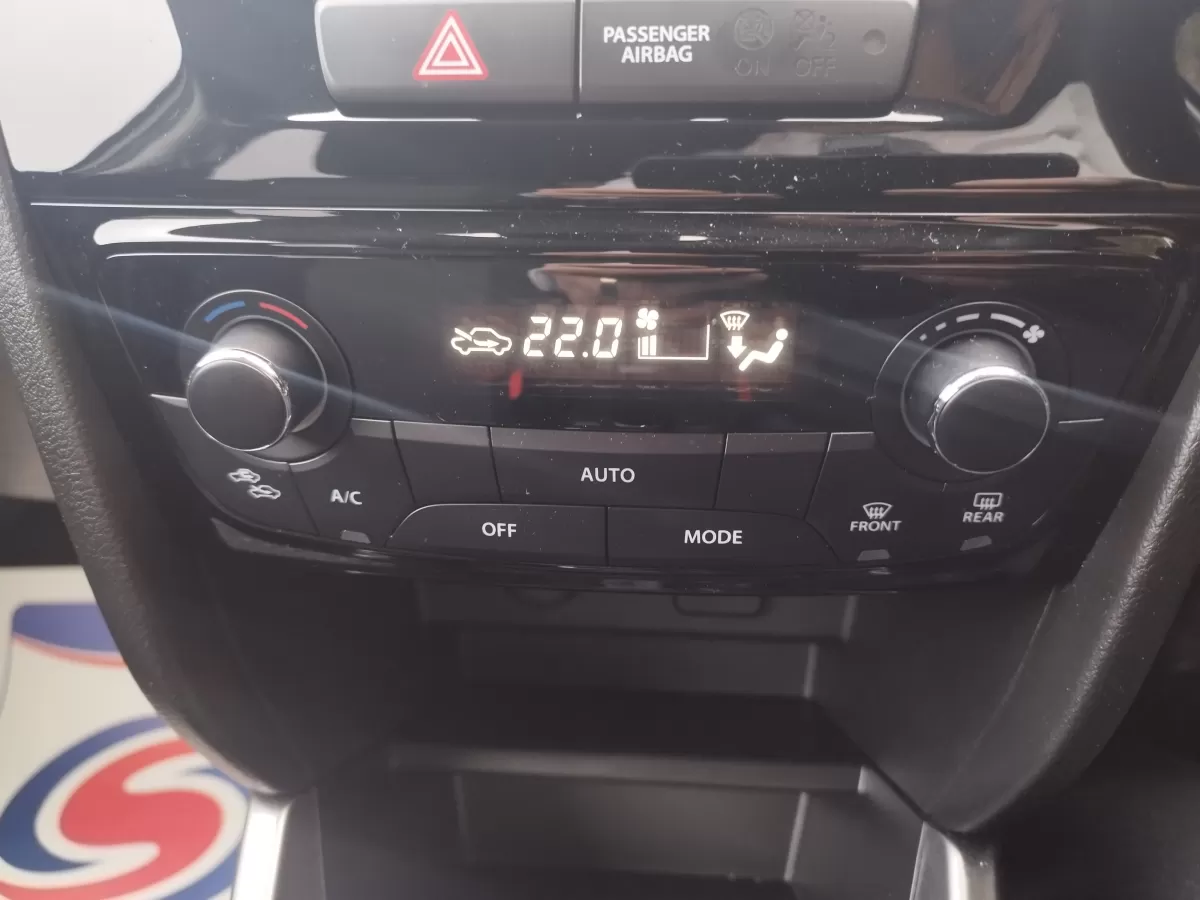 PASSENGER
AIRBAG
ON OFF
22.0
AUTO
A/C
OFF
MODE
FRONT
REAR